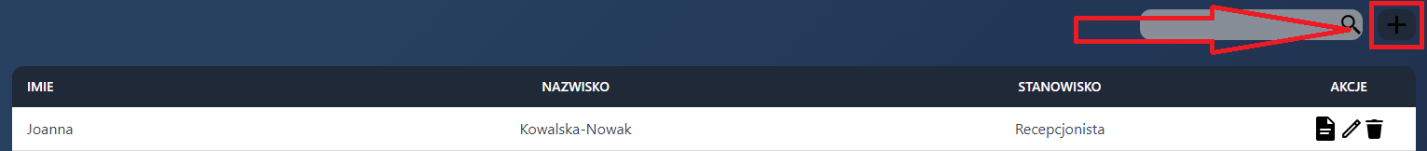 IMIE NAZWISKO STANOWISKO AKCJE
Joanna Kowalska-Nowak Recepcjonista